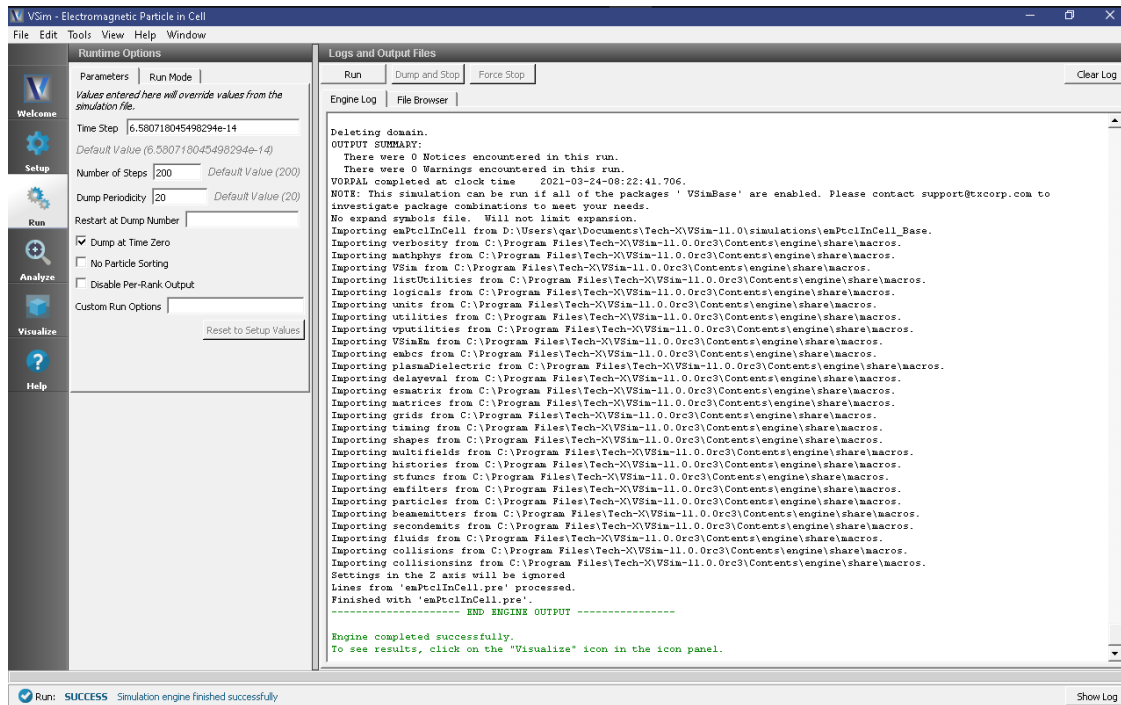 VSim - Electromagnetic Particle in Cell
File Edit Tools View Help Window
Welcome
Setup
Run
Analyze
Visualize
Help
Runtime Options
Parameters Run Mode
Values entered here will override values from the
simulation file.
Time Step 6.580718045498294e-14
Default Value (6.580718045498294e-14)
Number of Steps 200 Default Value (200)
Dump Periodicity 20 Default Value (20)
Restart at Dump Number
Dump at Time Zero
No Particle Sorting
Disable Per-Rank Output
Custom Run Options
Reset to Setup Values
Logs and Output Files
Run Dump and Stop Force Stop Clear Log
Engine Log File Browser
Deleting domain.
OUTPUT SUMMARY:
There were 0 Notices encountered in this run.
There were 0 Warnings encountered in this run.
VORPAL completed at clock time 2021-03-24-08:22:41.706.
NOTE: This simulation can be run if all of the packages ' VSimBase' are enabled. Please contact support@txcorp.com to
investigate package combinations to meet your needs.
No expand symbols file. Will not limit expansion.
Importing emPtclInCell from D:\Users\qar\Documents\Tech-X\VSim-11.0\simulations\emPtclInCell_Base.
Importing verbosity from C:\Program Files\Tech-X\VSim-11.0.0rc3\Contents\engine\share\macros.
Importing mathphys from C:\Program Files\Tech-X\VSim-11.0.0rc3\Contents\engine\share\macros.
Importing VSim from C:\Program Files\Tech-X\VSim-11.0.0rc3\Contents\engine\share\macros.
Importing listUtilities from C:\Program Files\Tech-X\VSim-11.0.0rc3\Contents\engine\share\macros.
Importing logicals from C:\Program Files\Tech-X\VSim-11.0.0rc3\Contents\engine\share\macros.
Importing units from C:\Program Files\Tech-X\VSim-11.0.0rc3\Contents\engine\share\macros.
Importing utilities from C:\Program Files\Tech-X\VSim-11.0.0rc3\Contents\engine\share\macros.
Importing vputilities from C:\Program Files\Tech-X\VSim-11.0.0rc3\Contents\engine\share\macros.
Importing VSimEm from C:\Program Files\Tech-X\VSim-11.0.0rc3\Contents\engine\share\macros.
Importing embcs from C:\Program Files\Tech-X\VSim-11.0.0rc3\Contents\engine\share\macros.
Importing plasmaDielectric from C:\Program Files\Tech-X\VSim-11.0.0rc3\Contents\engine\share\macros.
Importing delayeval from C:\Program Files\Tech-X\VSim-11.0.0rc3\Contents\engine\share\macros.
Importing esmatrix from C:\Program Files\Tech-X\VSim-11.0.0rc3\Contents\engine\share\macros.
Importing matrices from C:\Program Files\Tech-X\VSim-11.0.0rc3\Contents\engine\share\macros.
Importing grids from C:\Program Files\Tech-X\VSim-11.0.0rc3\Contents\engine\share\macros.
Importing timing from C:\Program Files\Tech-X\VSim-11.0.0rc3\Contents\engine\share\macros.
Importing shapes from C:\Program Files\Tech-X\VSim-11.0.0rc3\Contents\engine\share\macros.
Importing multifields from C:\Program Files\Tech-X\VSim-11.0.0rc3\Contents\engine\share\macros.
Importing histories from C:\Program Files\Tech-X\VSim-11.0.0rc3\Contents\engine\share\macros.
Importing stfuncs from C:\Program Files\Tech-X\VSim-11.0.0rc3\Contents\engine\share\macros.
Importing emfilters from C:\Program Files\Tech-X\VSim-11.0.0rc3\Contents\engine\share\macros.
Importing particles from C:\Program Files\Tech-X\VSim-11.0.0rc3\Contents\engine\share\macros.
Importing beamemitters from C:\Program Files\Tech-X\VSim-11.0.0rc3\Contents\engine\share\macros.
Importing secondemits from C:\Program Files\Tech-X\VSim-11.0.0rc3\Contents\engine\share\macros.
Importing fluids from C:\Program Files\Tech-X\VSim-11.0.0rc3\Contents\engine\share\macros.
Importing collisions from C:\Program Files\Tech-X\VSim-11.0.0rc3\Contents\engine\share\macros.
Importing collisionsinz from C:\Program Files\Tech-X\VSim-11.0.0rc3\Contents\engine\share\macros.
Settings in the Z axis will be ignored
Lines from 'emPtclInCell.pre' processed.
Finished with 'emPtclInCell.pre'.
-------------------- END ENGINE OUTPUT ----------------
Engine completed successfully.
To see results, click on the "Visualize" icon in the icon panel.
Run: SUCCESS Simulation engine finished successfully Show Log